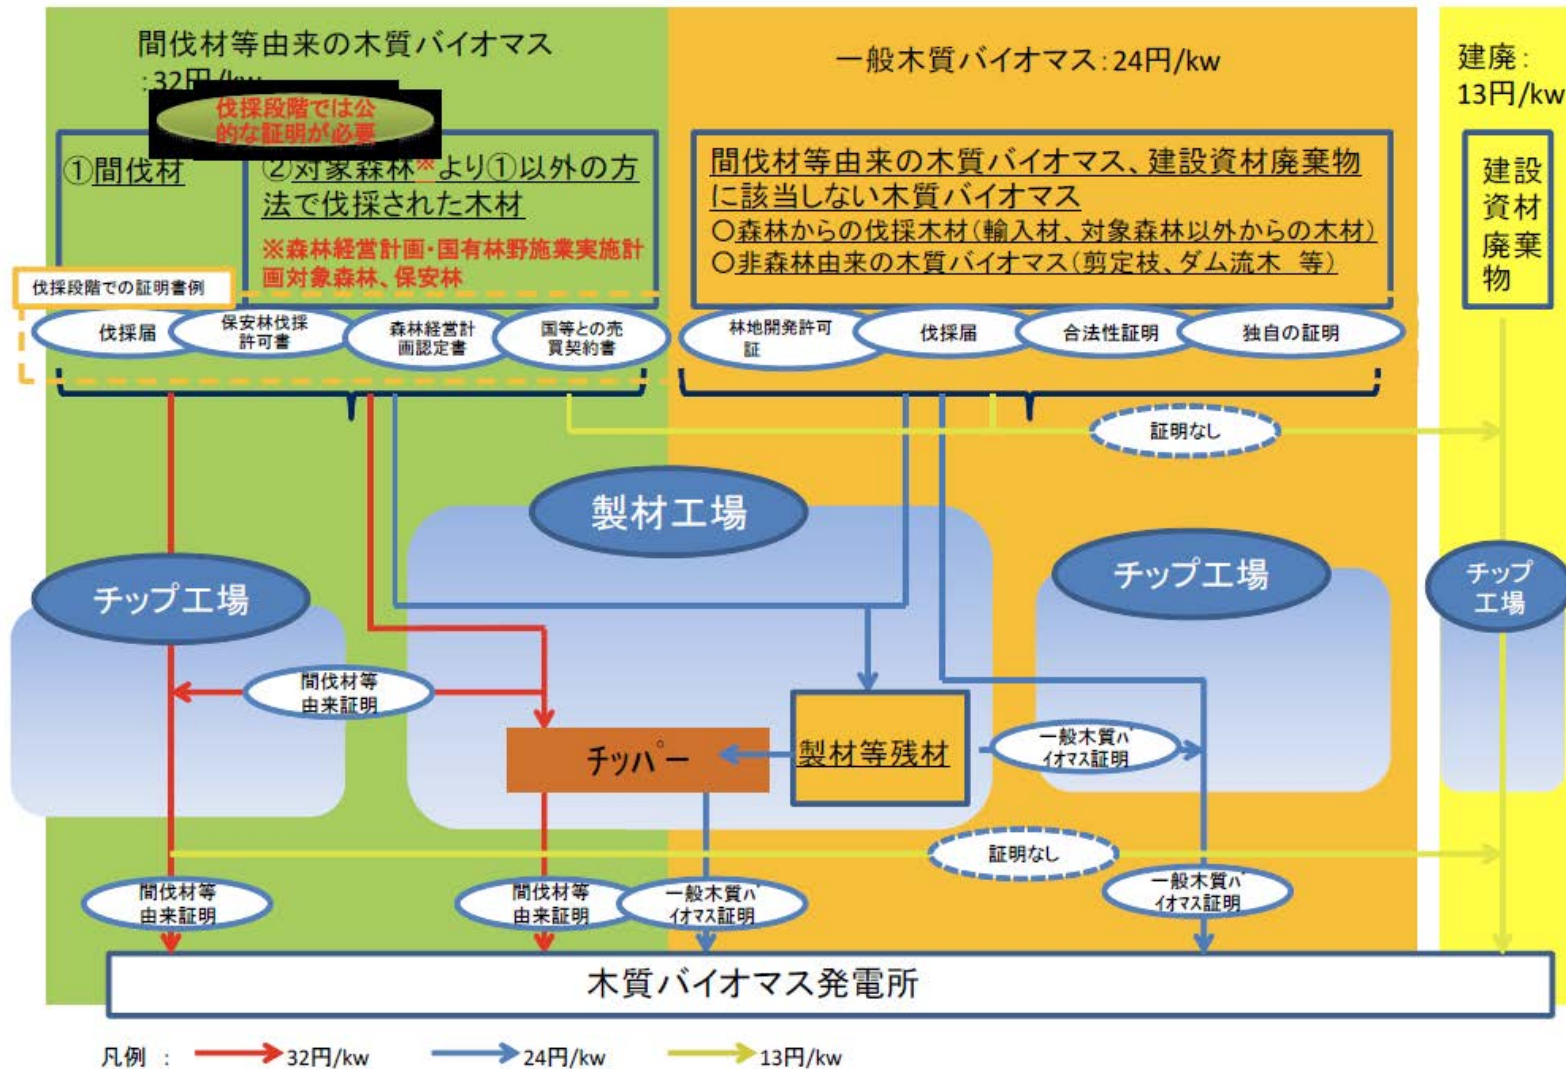 間伐材等由来の木質バイオマス
:32円/kw
伐採段階では公
的な証明が必要
一般木質バイオマス:24円/kw
建廃:
13円/kw
①間伐材
②対象森林※より①以外の方
法で伐採された木材
※森林経営計画・国有林野施業実施計
画対象森林、保安林
間伐材等由来の木質バイオマス、建設資材廃棄物
に該当しない木質バイオマス
○森林からの伐採木材(輸入材、対象森林以外からの木材)
○非森林由来の木質バイオマス(剪定枝、ダム流木 等)
建設
資材
廃棄
物
伐採段階での証明書例
伐採届
保安林伐採
許可書
森林経営計
画認定書
国等との売
買契約書
林地開発許可
証
伐採届
合法性証明
独自の証明
証明なし
製材工場
チップ工場
チップ工場
チップ
工場
間伐材等
由来証明
チッパー
製材等残材
一般木質バ
イオマス証明
証明なし
間伐材等
由来証明
間伐材等
由来証明
一般木質バ
イオマス証明
一般木質バ
イオマス証明
木質バイオマス発電所
凡例 :
32円/kw
24円/kw
13円/kw